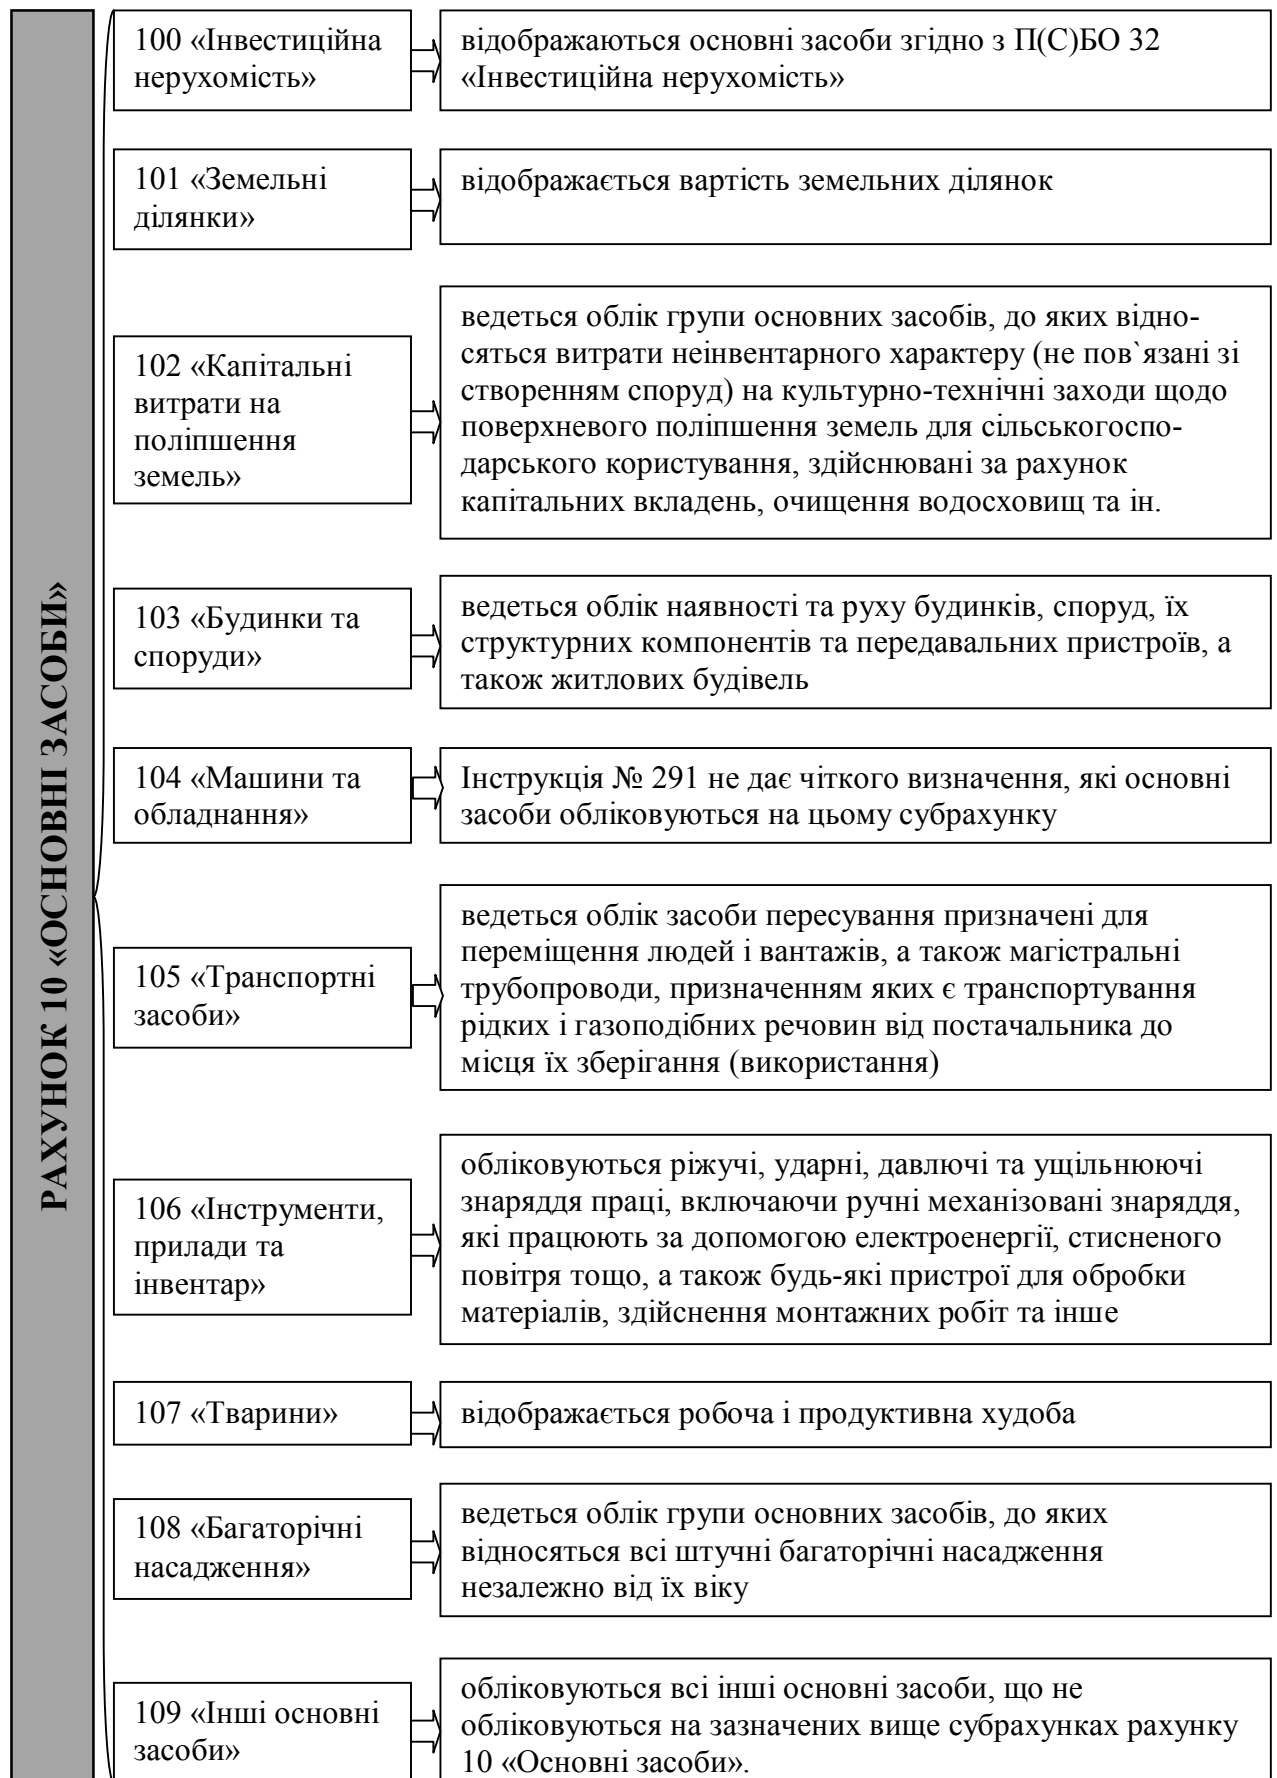 РАХУНОК 10 «ОСНОВНІ ЗАСОБИ»
100 «Інвестиційна
нерухомість»
відображаються основні засоби згідно з П(С)БО 32
«Інвестиційна нерухомість»
101 «Земельні
ділянки»
відображається вартість земельних ділянок
102 «Капітальні
витрати на
поліпшення
земель»
ведеться облік групи основних засобів, до яких відно-
сяться витрати неінвентарного характеру (не пов`язані зі
створенням споруд) на культурно-технічні заходи щодо
поверхневого поліпшення земель для сільськогоспо-
дарського користування, здійснювані за рахунок
капітальних вкладень, очищення водосховищ та ін.
103 «Будинки та
споруди»
ведеться облік наявності та руху будинків, споруд, їх
структурних компонентів та передавальних пристроїв, а
також житлових будівель
104 «Машини та
обладнання»
Інструкція № 291 не дає чіткого визначення, які основні
засоби обліковуються на цьому субрахунку
105 «Транспортні
засоби»
ведеться облік засоби пересування призначені для
переміщення людей і вантажів, а також магістральні
трубопроводи, призначенням яких є транспортування
рідких і газоподібних речовин від постачальника до
місця їх зберігання (використання)
106 «Інструменти,
прилади та
інвентар»
обліковуються ріжучі, ударні, давлючі та ущільнюючі
знаряддя праці, включаючи ручні механізовані знаряддя,
які працюють за допомогою електроенергії, стисненого
повітря тощо, а також будь-які пристрої для обробки
матеріалів, здійснення монтажних робіт та інше
107 «Тварини»
відображається робоча і продуктивна худоба
108 «Багаторічні
насадження»
ведеться облік групи основних засобів, до яких
відносяться всі штучні багаторічні насадження
незалежно від їх віку
109 «Інші основні
засоби»
обліковуються всі інші основні засоби, що не
обліковуються на зазначених вище субрахунках рахунку
10 «Основні засоби».